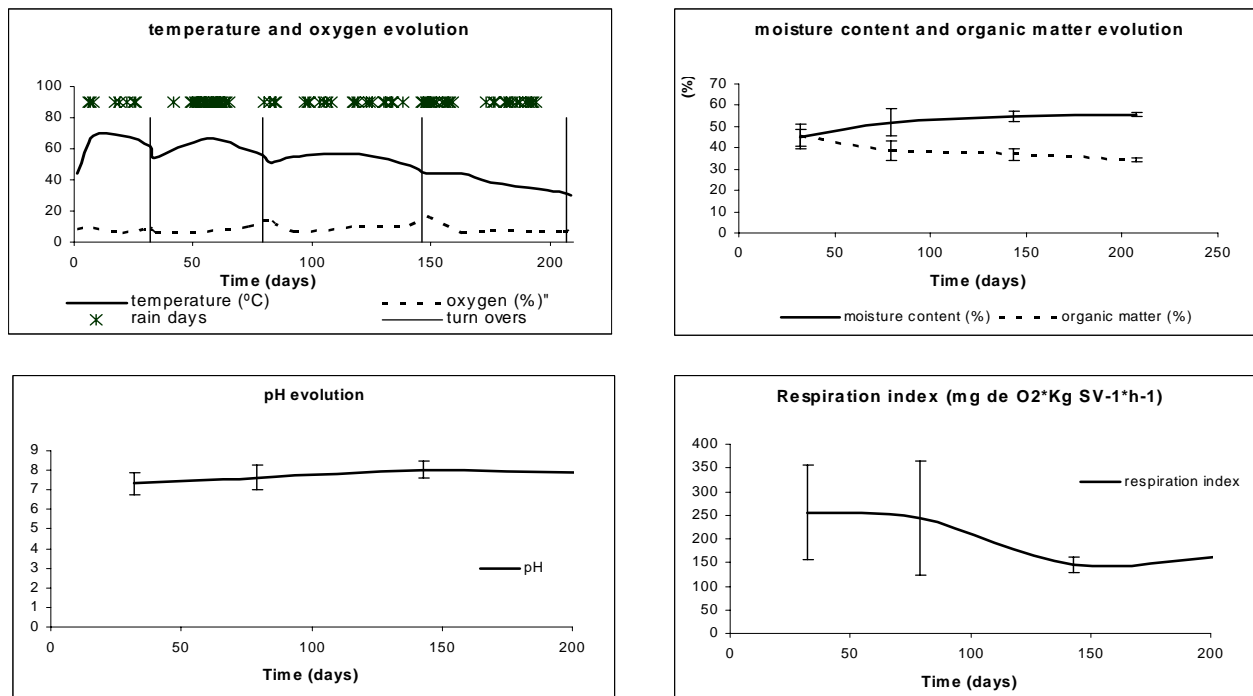 temperature and oxygen evolution
100
80
60
40
20
0
0 50 100 150 200
Time (days)
temperature (ºC) oxygen (%)"
rain days turn overs
moisture content and organic matter evolution
(%)
70
60
50
40
30
20
10
0
0 50 100 150 200 250
Time (days)
moisture content (%) organic matter (%)
pH evolution
9
8
7
6
5
4
3
2
1
0
pH
0 50 100 150 200
Time (days)
Respiration index (mg de O2*Kg SV-1*h-1)
400
350
300
250
200
150
100
50
0
respiration index
0 50 100 150 200
Time (days)